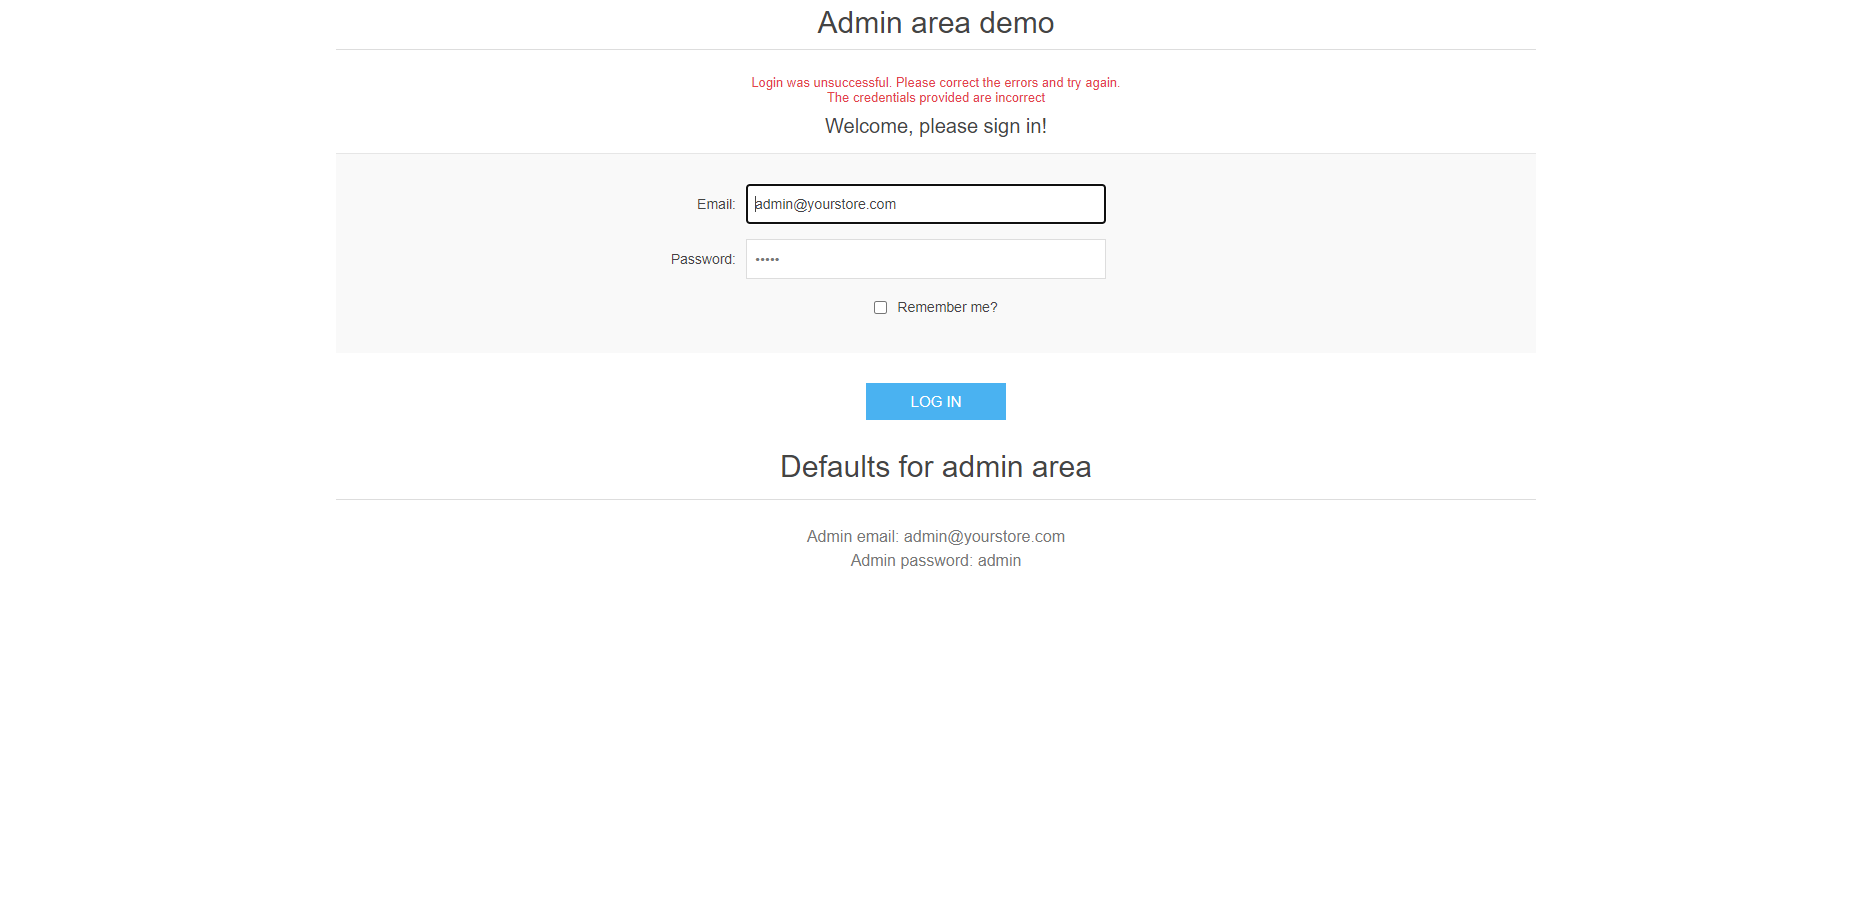 Admin area demo
Login was unsuccessful. Please correct the errors and try again.
The credentials provided are incorrect
Welcome, please sign in!
Email: admin@yourstore.com
Password: •••••
Remember me?
LOG IN
Defaults for admin area
Admin email: admin@yourstore.com
Admin password: admin